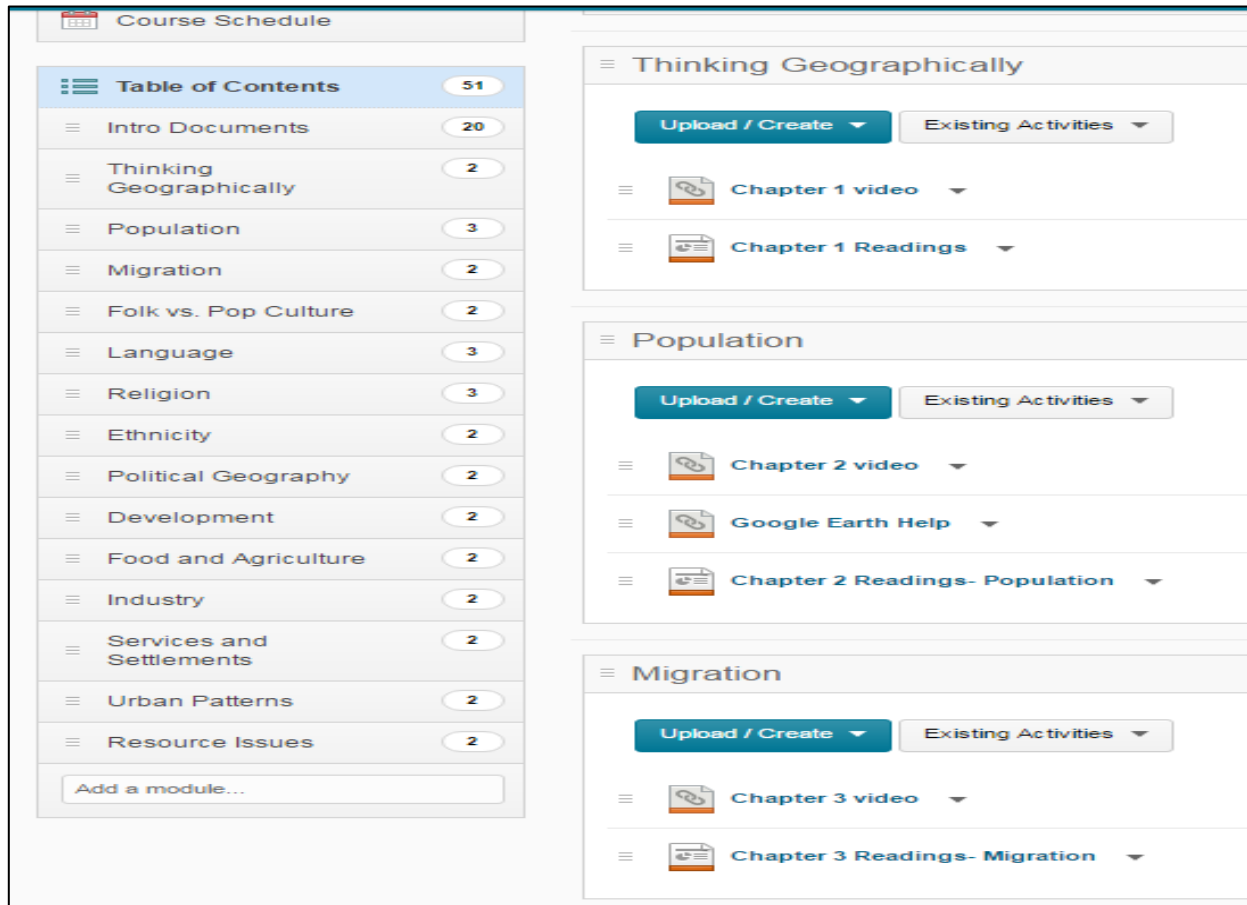 Course Schedule
Table of Contents 51
Intro Documents 20
Thinking 2
Geographically
Population 3
Migration 2
Folk vs. Pop Culture 2
Language 3
Religion 3
Ethnicity 2
Political Geography 2
Development 2
Food and Agriculture 2
Industry 2
Services and 2
Settlements
Urban Patterns 2
Resource Issues 2
Add a module...
Thinking Geographically
Upload / Create Existing Activities
Chapter 1 video
Chapter 1 Readings
Population
Upload / Create Existing Activities
Chapter 2 video
Google Earth Help
Chapter 2 Readings- Population
Migration
Upload / Create Existing Activities
Chapter 3 video
Chapter 3 Readings- Migration